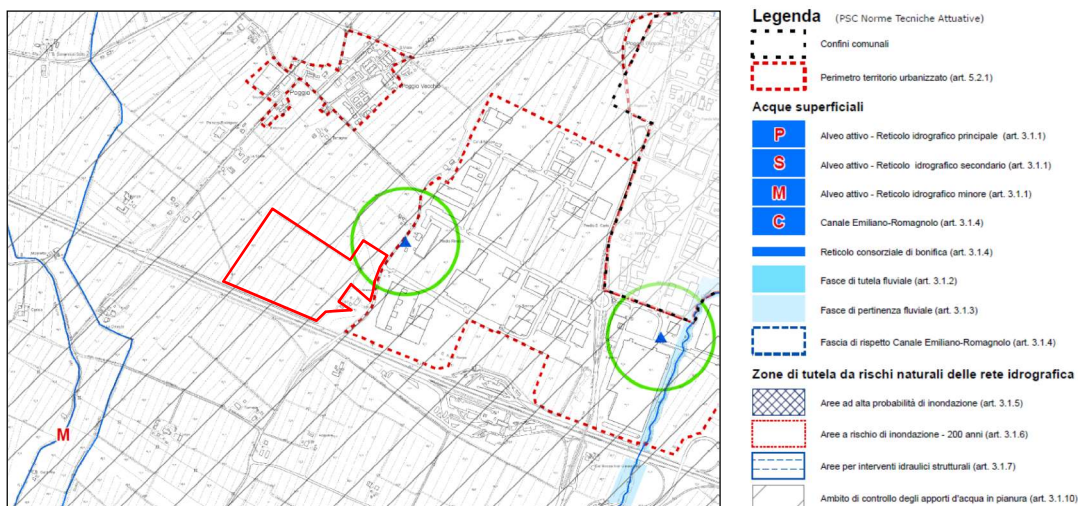 Legenda (PSC Norme Tecniche Attuative)
Confini comunali
Perimetro territorio urbanizzato (art. 5.2.1)
Acque superficiali
P Alveo attivo - Reticolo idrografico principale (art. 3.1.1)
S Alveo attivo - Reticolo idrografico secondario (art. 3.1.1)
M Alveo attivo - Reticolo idrografico minore (art. 3.1.1)
C Canale Emiliano-Romagnolo (art. 3.1.4)
Reticolo consorziale di bonifica (art. 3.1.4)
Fasce di tutela fluviale (art. 3.1.2)
Fasce di pertinenza fluviale (art. 3.1.3)
Fascia di rispetto Canale Emiliano-Romagnolo (art. 3.1.4)
Zone di tutela da rischi naturali delle rete idrografica
Aree ad alta probabilità di inondazione (art. 3.1.5)
Aree a rischio di inondazione - 200 anni (art. 3.1.6)
Aree per interventi idraulici strutturali (art. 3.1.7)
Ambito di controllo degli apporti d'acqua in pianura (art. 3.1.10)
Poggio
Poggio Vecchio
M